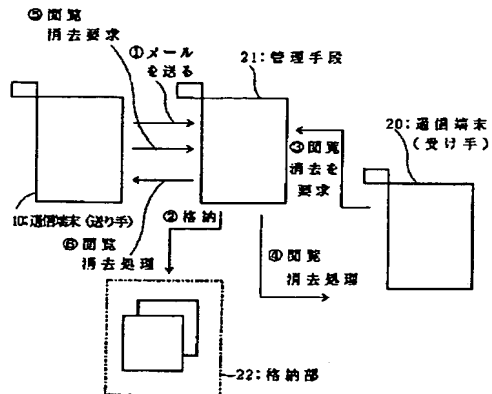 ⑤閲覧
消去要求
①メール
を送る
21:管理手段
20:通信端末
(受け手)
③閲覧
消去を
要求
10:通信端末(送り手)
②格納
⑥閲覧
消去処理
④閲覧
消去処理
22:格納部